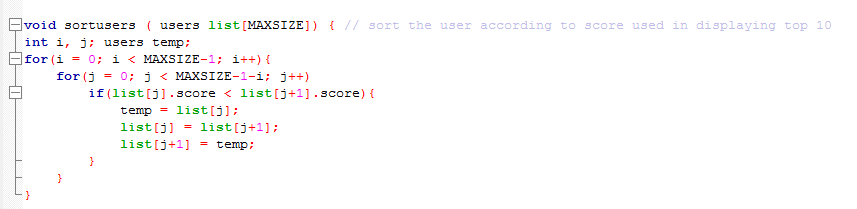 void sortusers ( users list[MAXSIZE]) { // sort the user according to score used in displaying top 10
int i, j; users temp;
for(i = 0; i < MAXSIZE-1; i++){
    for(j = 0; j < MAXSIZE-1-i; j++)
        if(list[j].score < list[j+1].score){
            temp = list[j];
            list[j] = list[j+1];
            list[j+1] = temp;
        }
    }
}